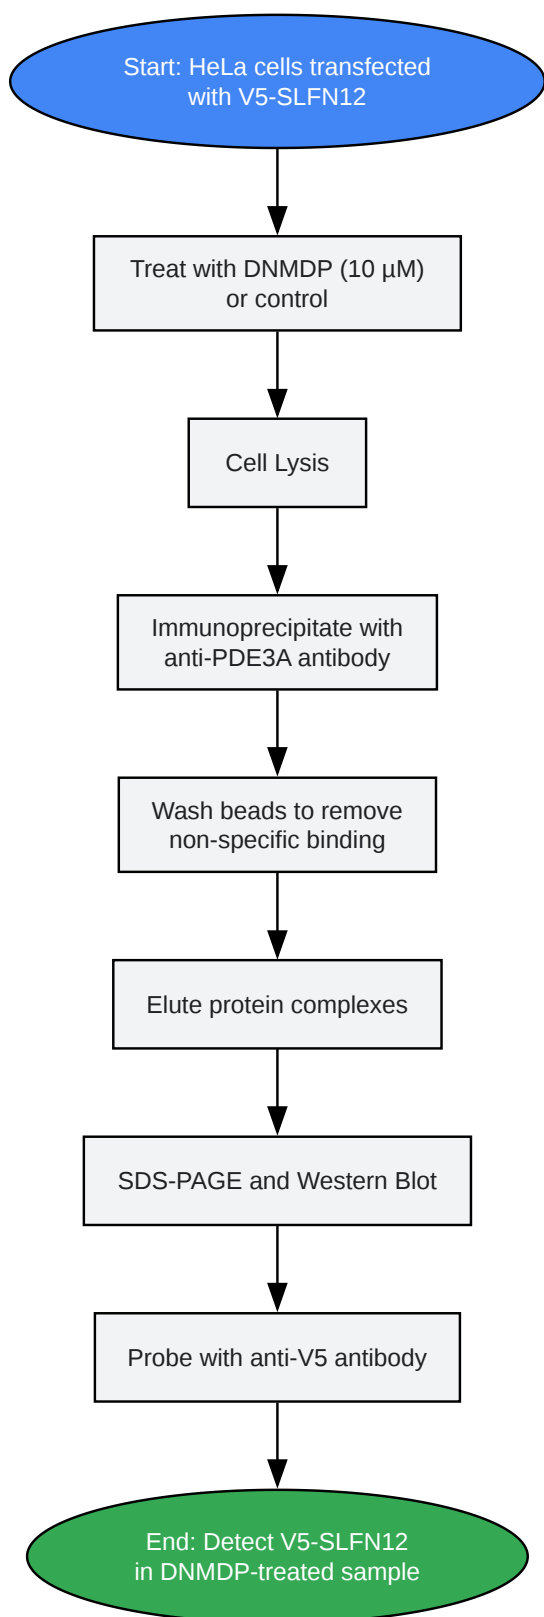 Start: HeLa cells transfected
with V5-SLFN12
Treat with DNMDP (10 µM)
or control
Cell Lysis
Immunoprecipitate with
anti-PDE3A antibody
Wash beads to remove
non-specific binding
Elute protein complexes
SDS-PAGE and Western Blot
Probe with anti-V5 antibody
End: Detect V5-SLFN12
in DNMDP-treated sample